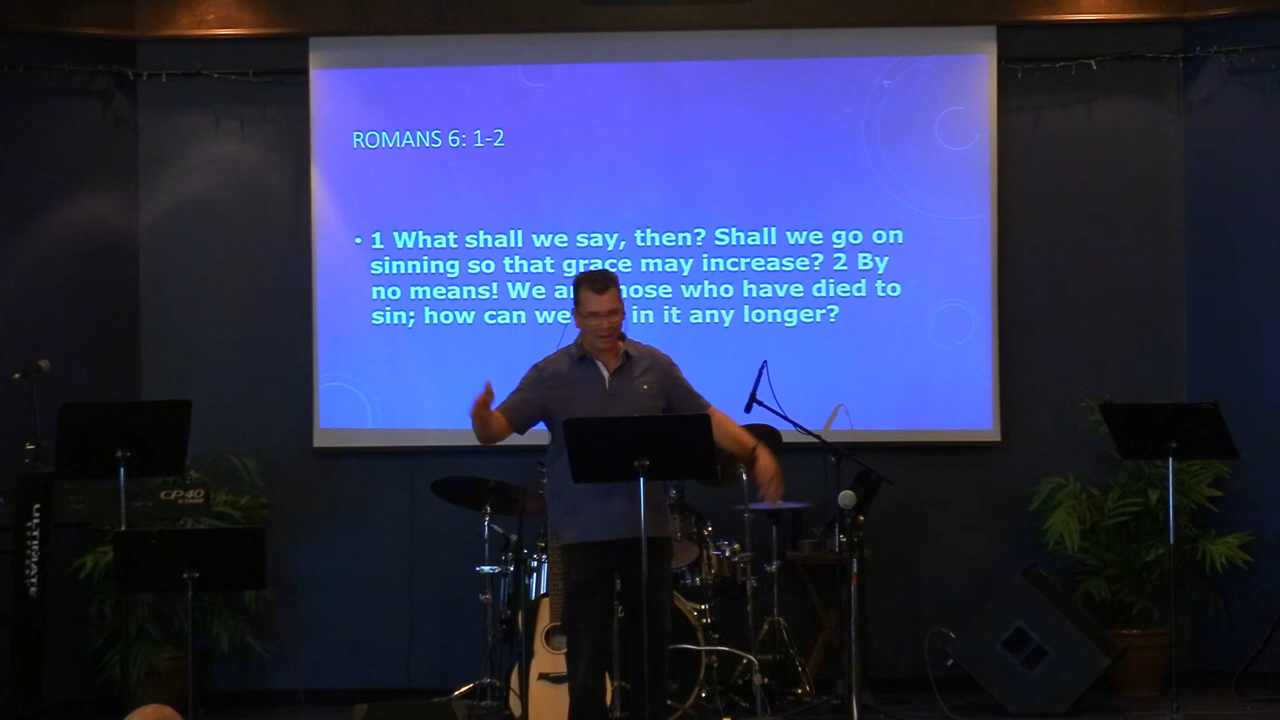 ROMANS 6: 1-2
• 1 What shall we say, then? Shall we go on
sinning so that grace may increase? 2 By
no means! We a hose who have died to
sin; how can we in it any longer?
CP40
ULTIMATE